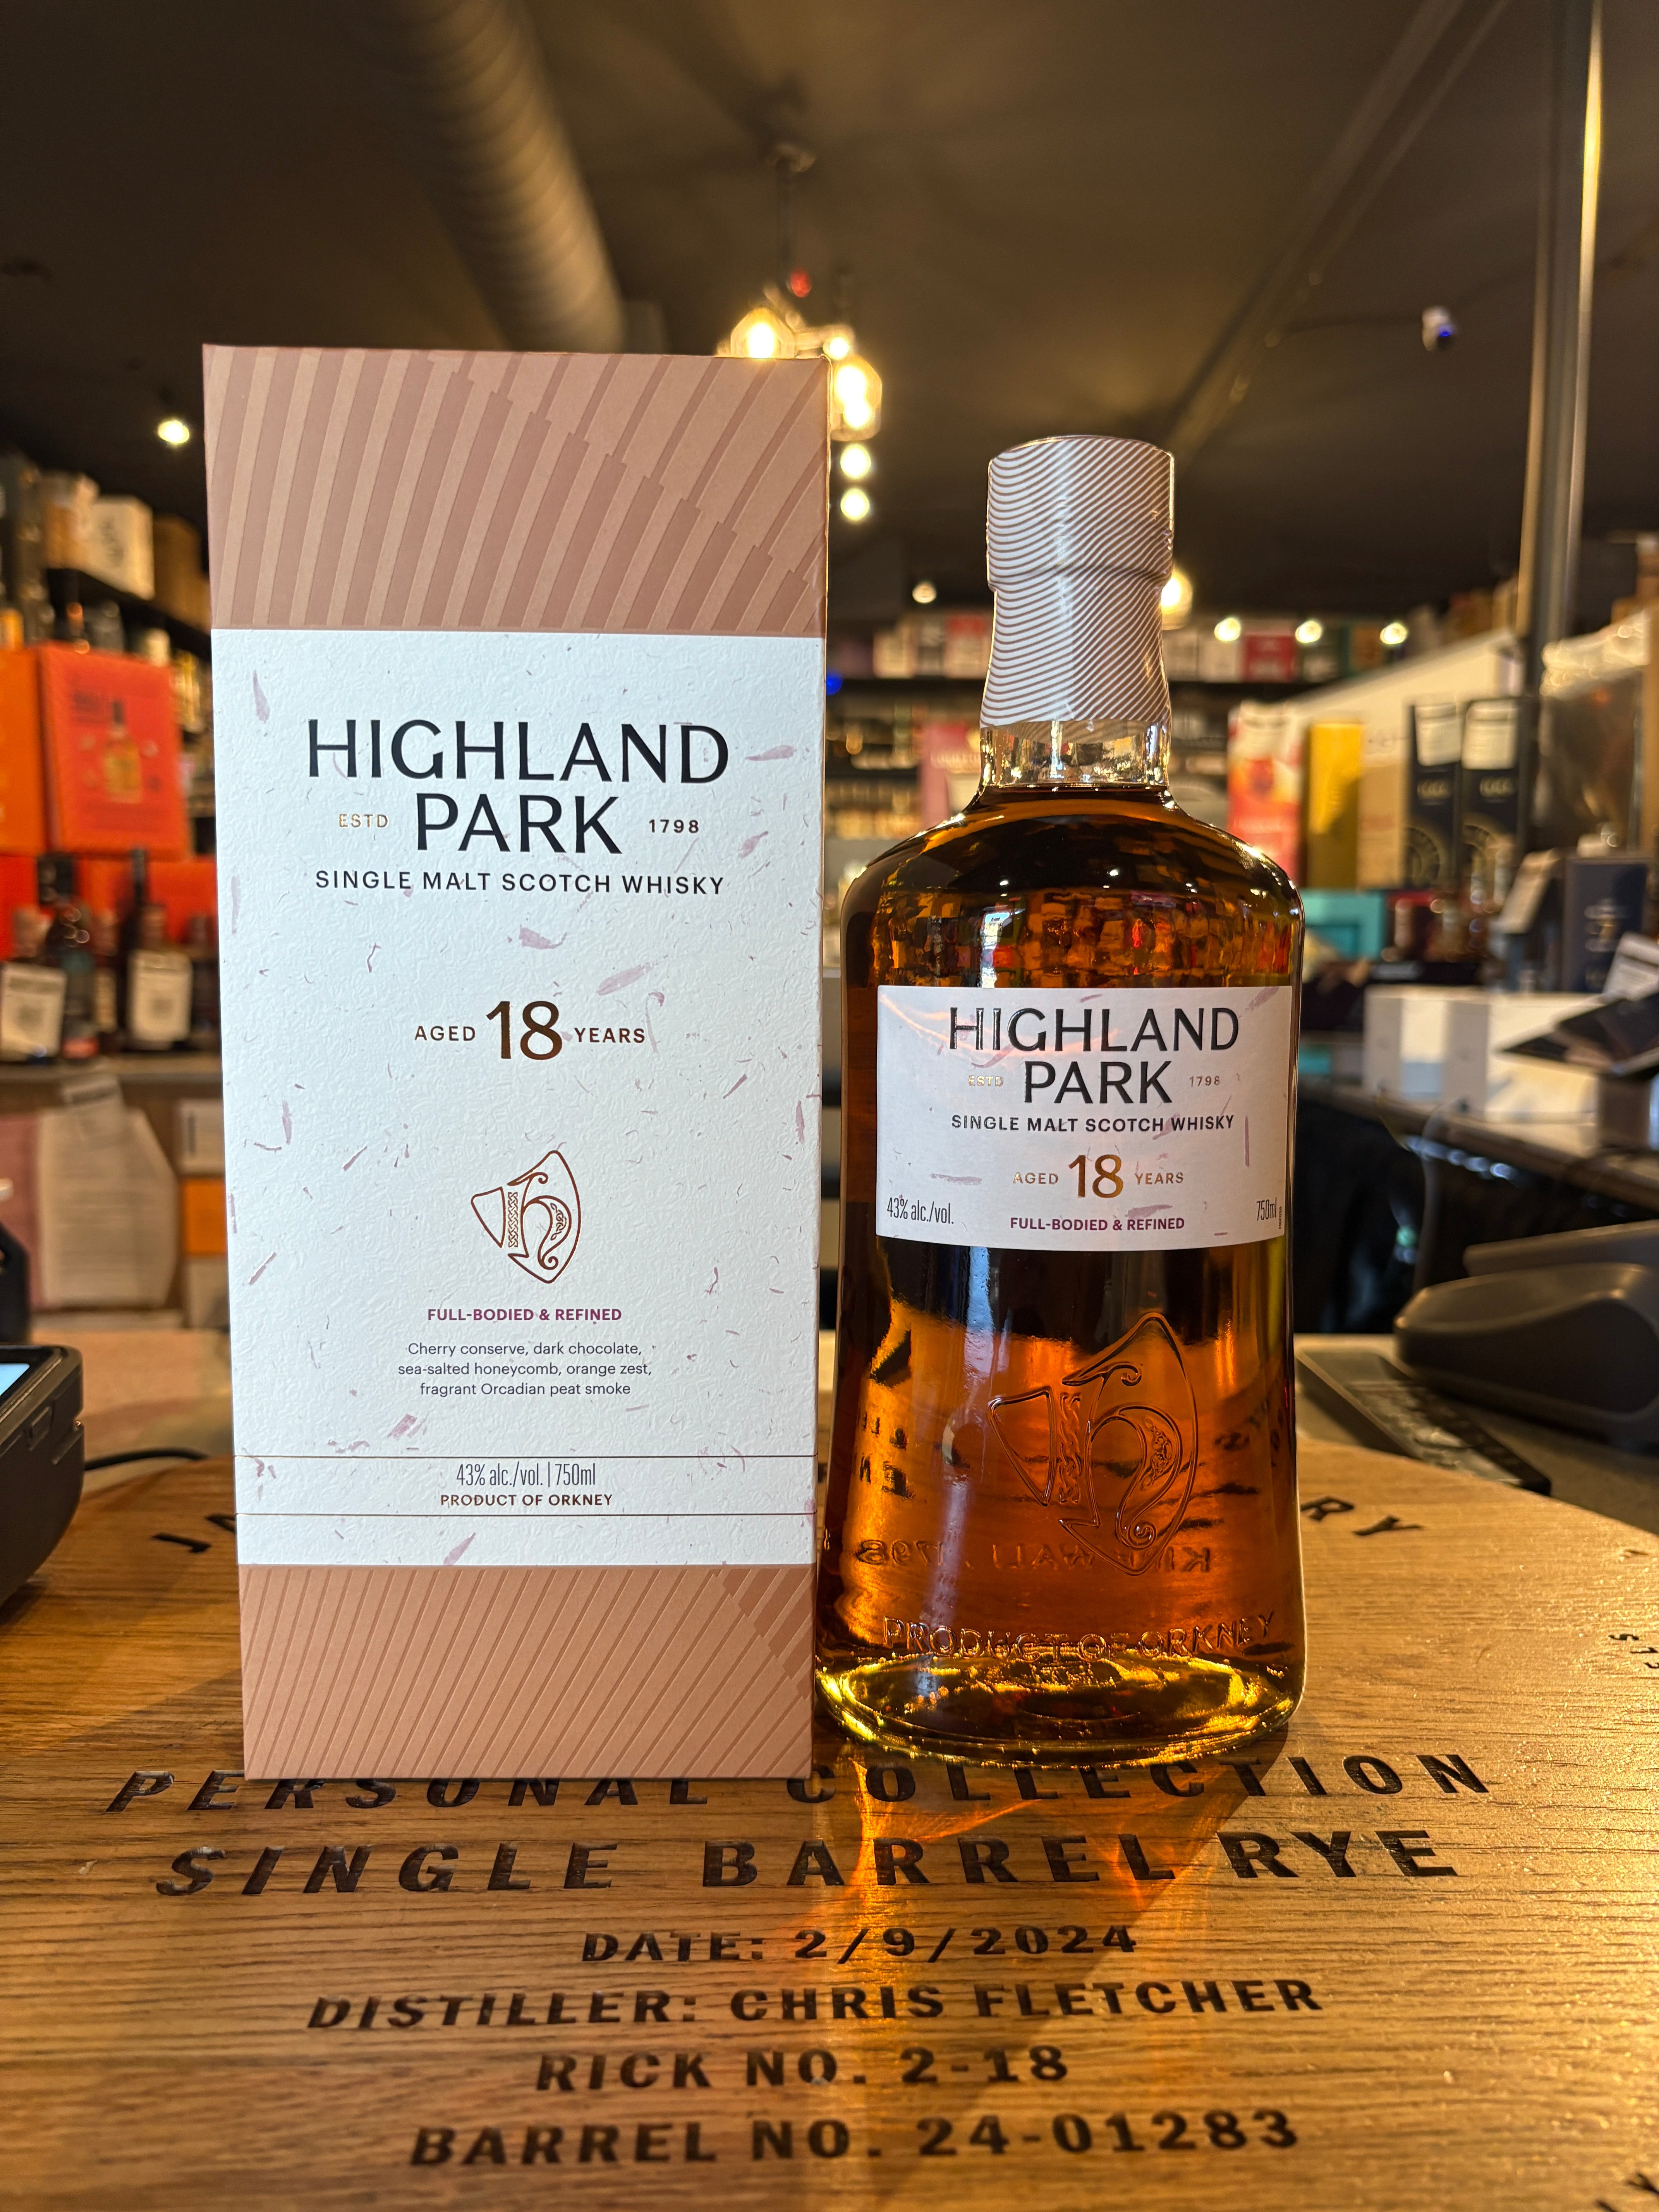 HIGHLAND
ESTD PARK 1798
SINGLE MALT SCOTCH WHISKY
AGED 18 YEARS
FULL-BODIED & REFINED
Cherry conserve, dark chocolate,
sea-salted honeycomb, orange zest,
fragrant Orcadian peat smoke
43% alc./vol. | 750ml
PRODUCT OF ORKNEY
HIGHLAND
ESTD PARK 1798
SINGLE MALT SCOTCH WHISKY
AGED 18 YEARS
43% alc./vol.
750ml
FULL-BODIED & REFINED
PRODUCT OF ORKNEY
PERSONAL COLLECTION
SINGLE BARREL RYE
DATE: 2/9/2024
DISTILLER: CHRIS FLETCHER
RICK NO. 2-18
BARREL NO. 24-01283